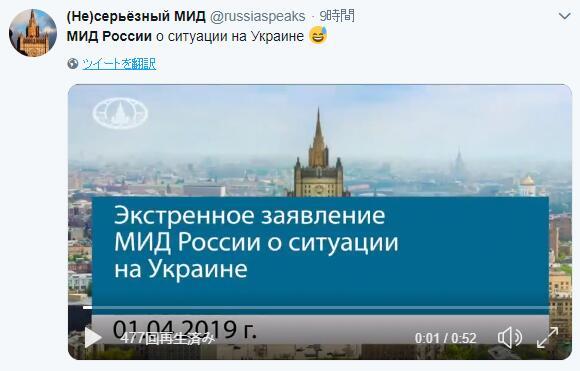 (Не)серьёзный МИД @russiaspeaks · 9時間
МИД России о ситуации на Украине 😅
ツイートを翻訳
Экстренное заявление
МИД России о ситуации
на Украине
01.04.2019 г.
477回再生済み
0:01 / 0:52